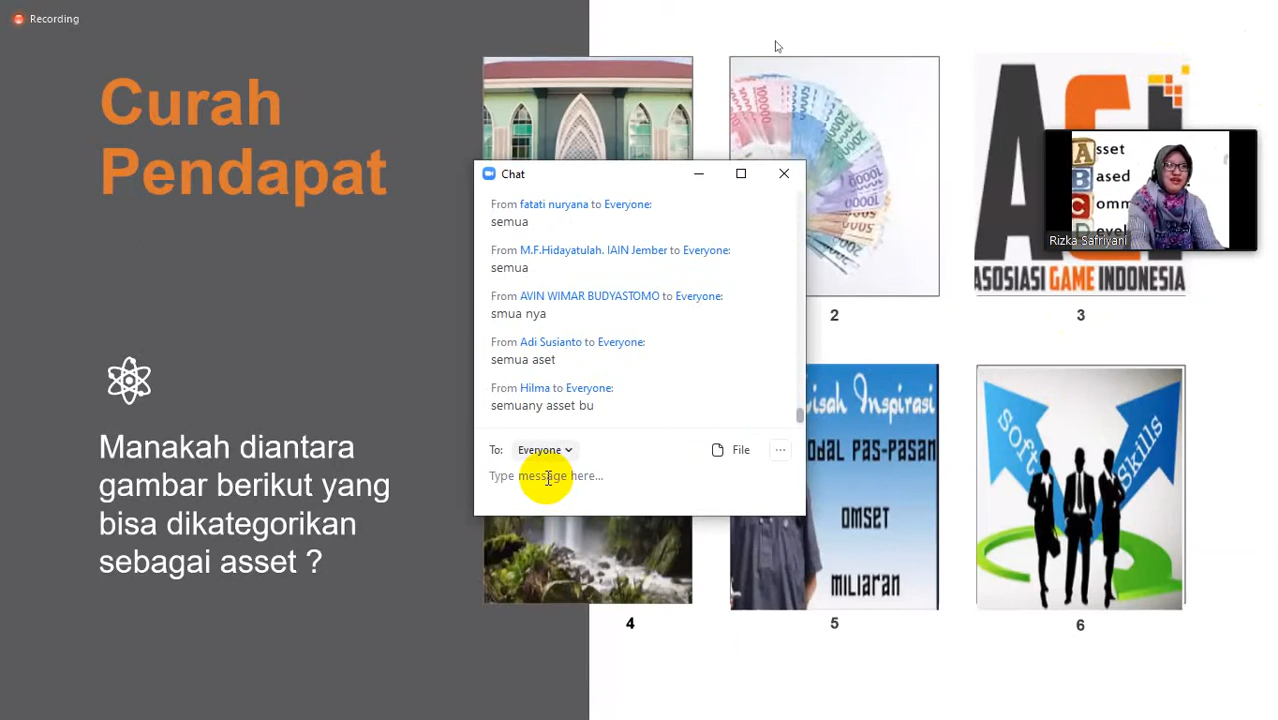 Recording
Curah
Pendapat
Manakah diantara
gambar berikut yang
bisa dikategorikan
sebagai asset ?
Chat
From fatati nuryana to Everyone:
semua
From M.F.Hidayatulah. IAIN Jember to Everyone:
semua
From AVIN WIMAR BUDYASTOMO to Everyone:
smua nya
From Adi Susianto to Everyone:
semua aset
From Hilma to Everyone:
semuany asset bu
To: Everyone
File
Type message here...
2
ASOSIASI GAME INDONESIA
3
Asset
Based
Rizka Safriyani
4
isah Inspirasi
odal PAS-PASAN
OMSET
MILIARAN
5
Soft
Skills
6